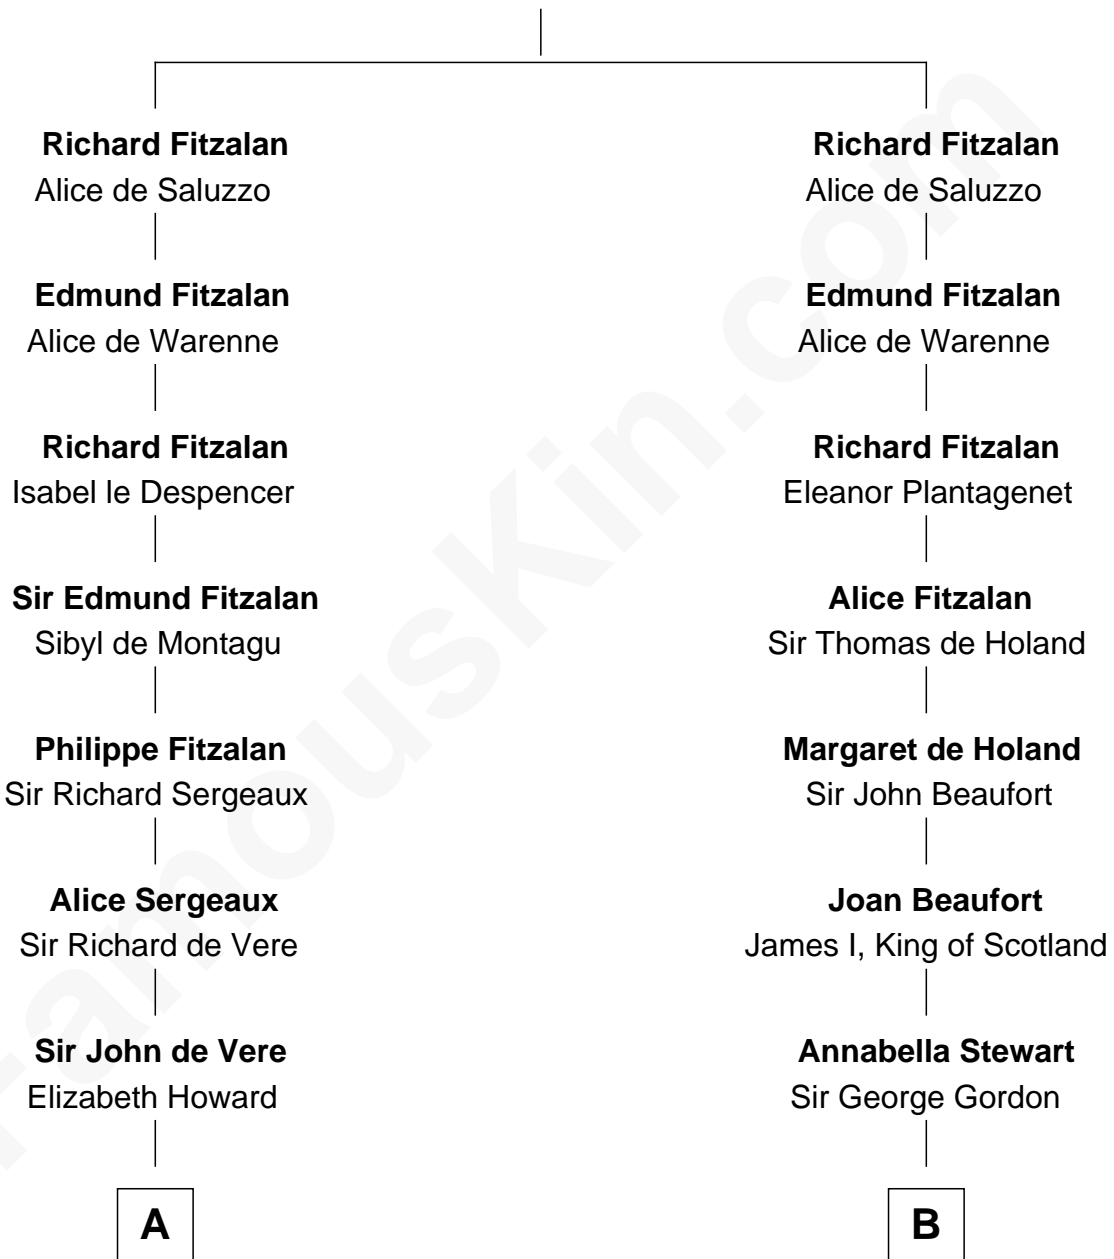 Richard Fitzalan
Alice de Saluzzo
Edmund Fitzalan
Alice de Warenne
Richard Fitzalan
Isabel le Despencer
Sir Edmund Fitzalan
Sibyl de Montagu
Philippe Fitzalan
Sir Richard Sergeaux
Alice Sergeaux
Sir Richard de Vere
Sir John de Vere
Elizabeth Howard
A
Richard Fitzalan
Alice de Saluzzo
Edmund Fitzalan
Alice de Warenne
Richard Fitzalan
Eleanor Plantagenet
Alice Fitzalan
Sir Thomas de Holand
Margaret de Holand
Sir John Beaufort
Joan Beaufort
James I, King of Scotland
Annabella Stewart
Sir George Gordon
B
FamousKin.com